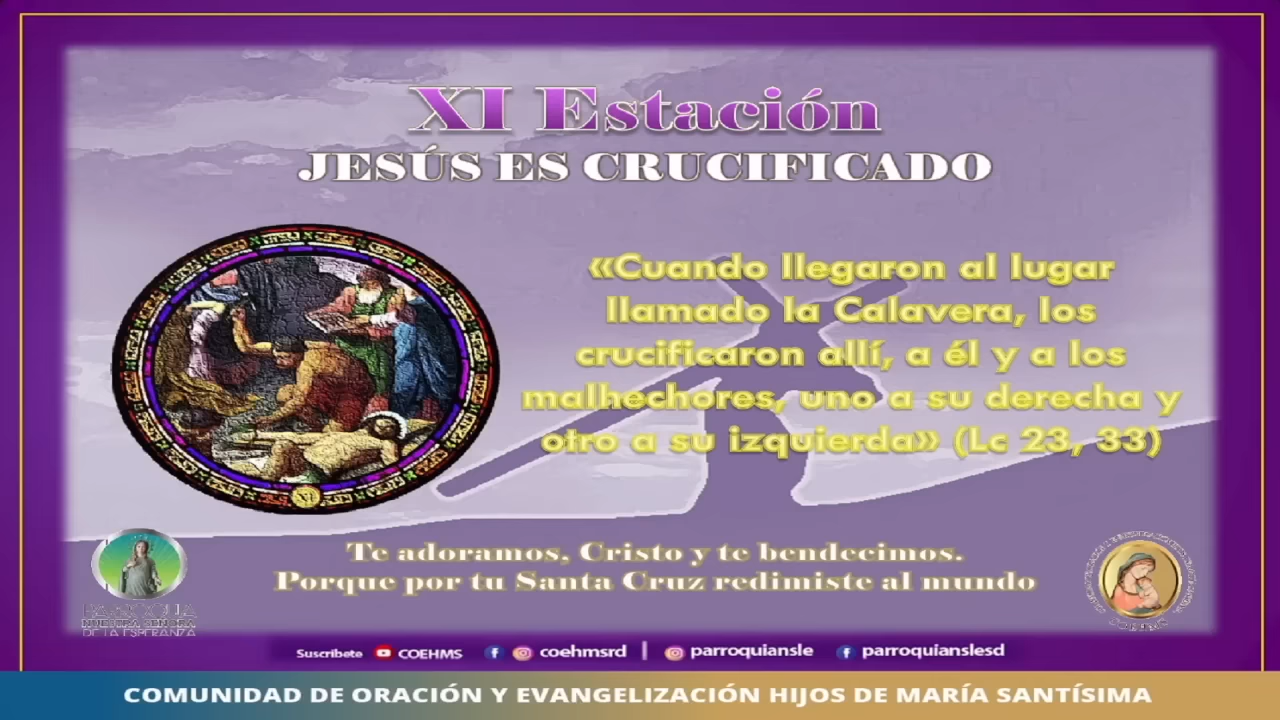 XI Estación
JESÚS ES CRUCIFICADO
«Cuando llegaron al lugar
llamado la Calavera, los
crucificaron allí, a él y a los
malhechores, uno a su derecha y
otro a su izquierda» (Lc 23, 33)
XI
Te adoramos, Cristo y te bendecimos.
Porque por tu Santa Cruz redimiste al mundo
PARROQUIA
NUESTRA SEÑORA
DE LA ESPERANZA
COEHMS
Suscribete COEHMS coehmsrd | parroquiansle parroquianslesd
COMUNIDAD DE ORACIÓN Y EVANGELIZACIÓN HIJOS DE MARÍA SANTÍSIMA